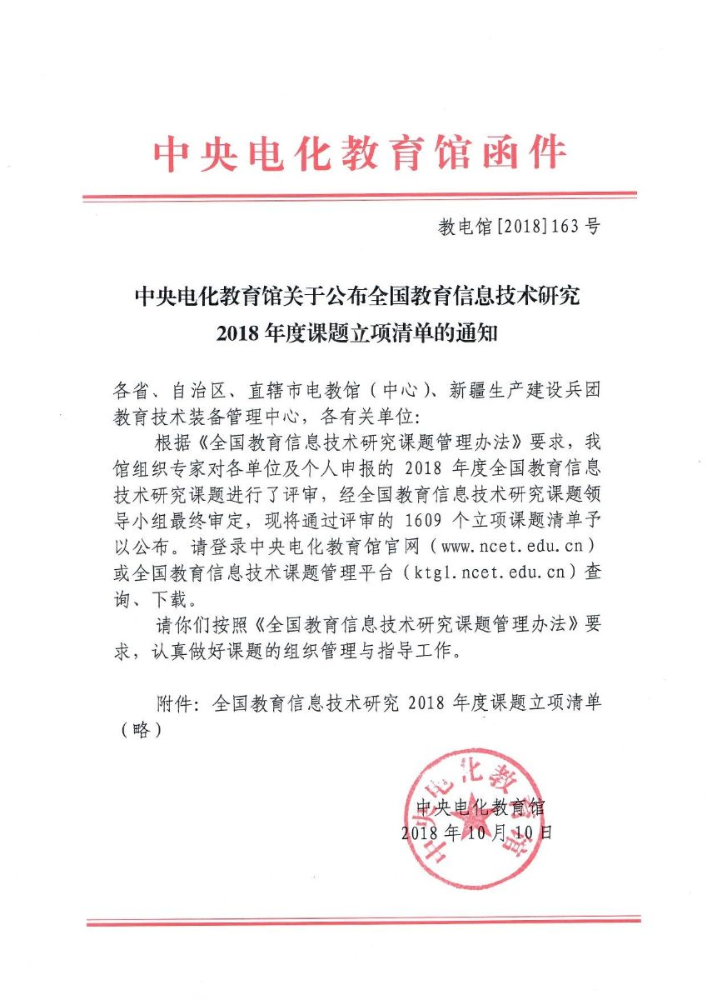 中央电化教育馆函件
教电馆[2018]163号
中央电化教育馆关于公布全国教育信息技术研究
2018 年度课题立项清单的通知
各省、自治区、直辖市电教馆（中心）、新疆生产建设兵团
教育技术装备管理中心，各有关单位：
根据《全国教育信息技术研究课题管理办法》要求，我
馆组织专家对各单位及个人申报的 2018 年度全国教育信息
技术研究课题进行了评审，经全国教育信息技术研究课题领
导小组最终审定，现将通过评审的 1609 个立项课题清单予
以公布。请登录中央电化教育馆官网（www.ncet.edu.cn）
或全国教育信息技术课题管理平台（ktgl.ncet.edu.cn）查
询、下载。
请你们按照《全国教育信息技术研究课题管理办法》要
求，认真做好课题的组织管理与指导工作。
附件：全国教育信息技术研究 2018 年度课题立项清单
（略）
中央电化教育馆
中央电化教育馆
2018 年 10 月 10 日